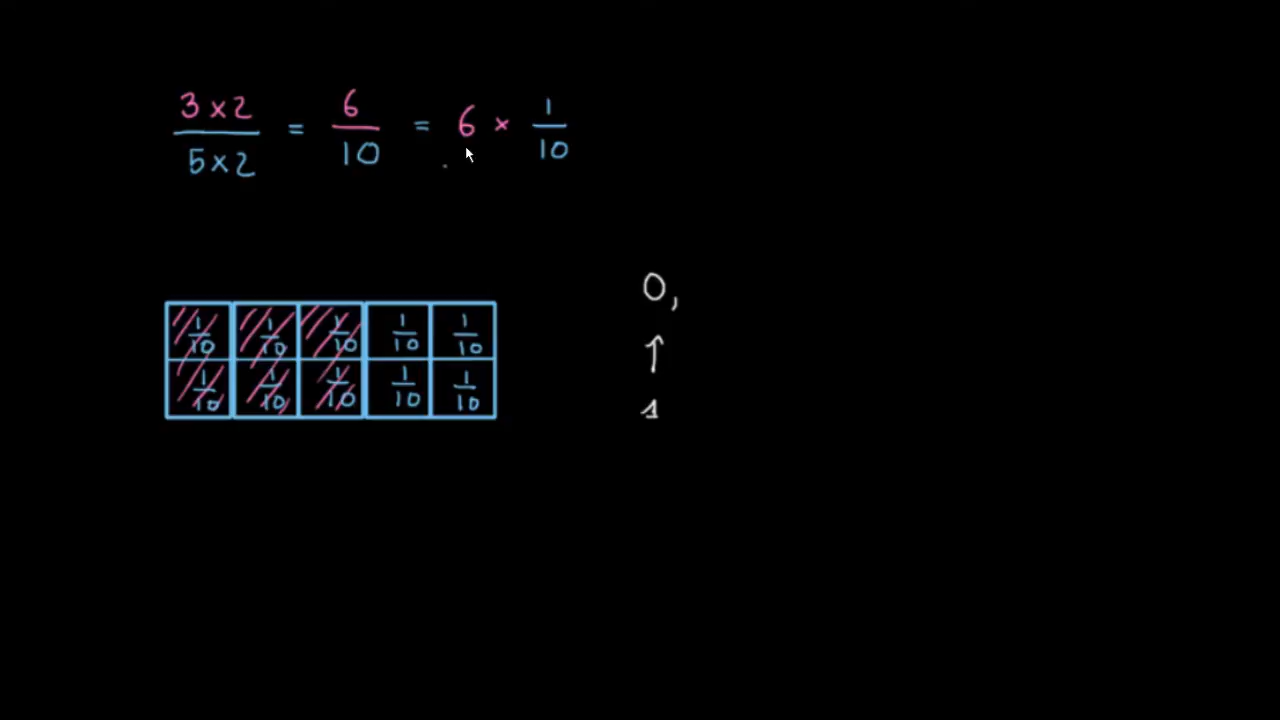 3 × 2 / 5 × 2 = 6 / 10 = 6 × 1 / 10
1/10 1/10 1/10 1/10 1/10
1/10 1/10 1/10 1/10 1/10
0,
↑
1